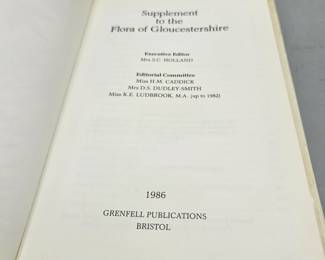 Supplement
to the
Flora of Gloucestershire
Executive Editor
Mrs S.C. HOLLAND
Editorial Committee
Miss H.M. CADDICK
Mrs D.S. DUDLEY-SMITH
Miss K.E. LUDBROOK, M.A. (up to 1982)
1986
GRENFELL PUBLICATIONS
BRISTOL